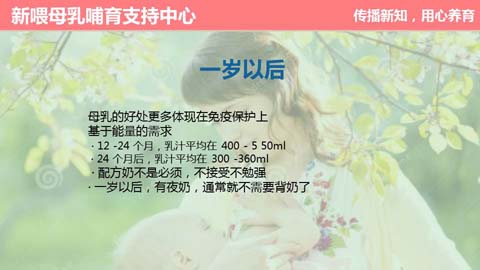 新喂母乳哺育支持中心
传播新知，用心养育
一岁以后
母乳的好处更多体现在免疫保护上
基于能量的需求
· 12 -24 个月，乳汁平均在 400 - 5 50ml
· 24 个月后，乳汁平均在 300 -360ml
· 配方奶不是必须，不接受不勉强
· 一岁以后，有夜奶，通常就不需要背奶了